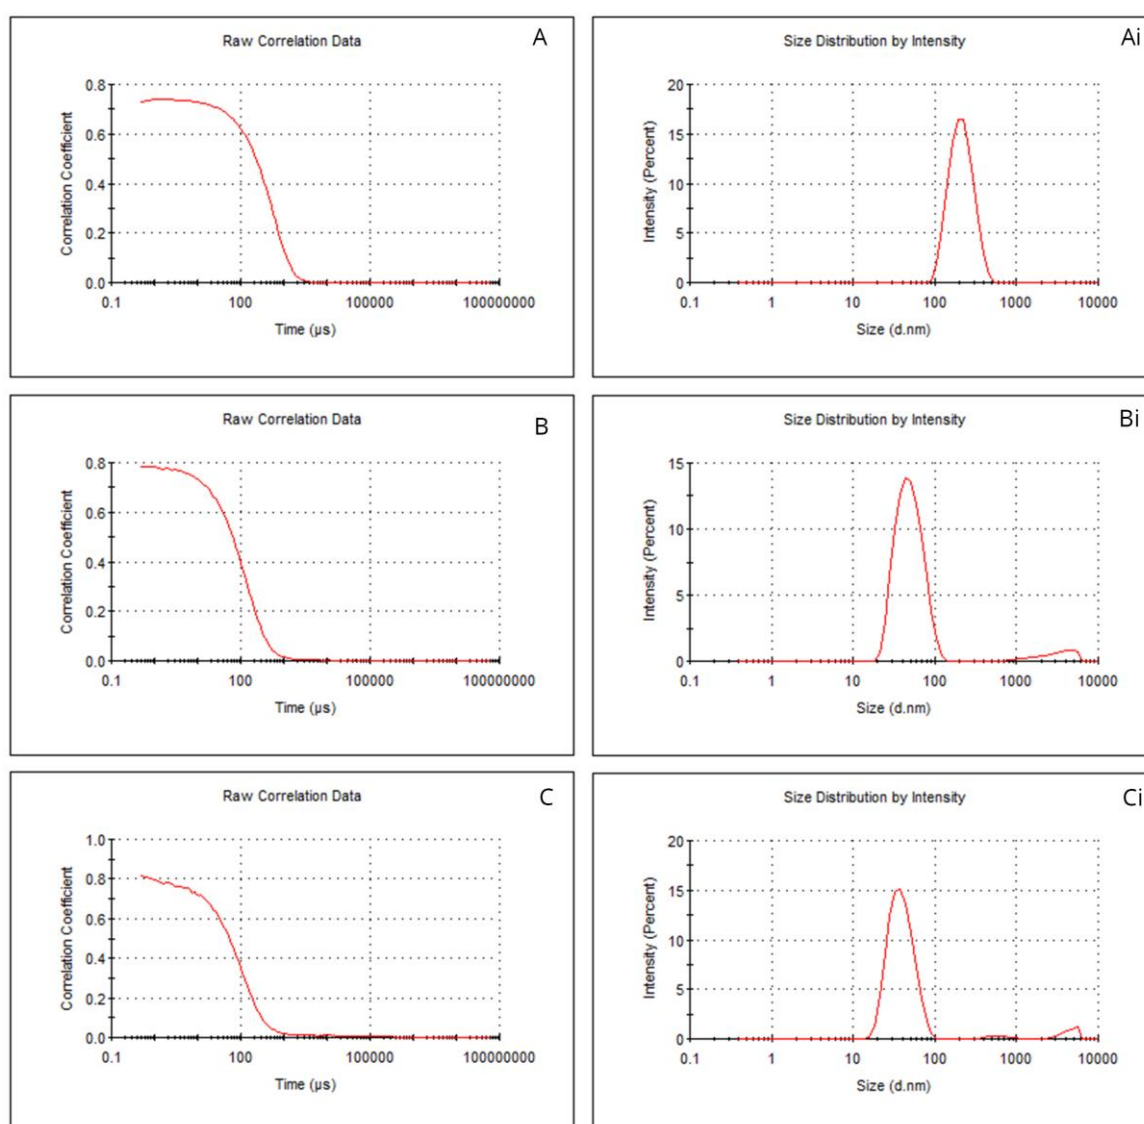 Raw Correlation Data
A
Correlation Coefficient
0.8
0.6
0.4
0.2
0.0
0.1 100 100000 100000000
Time (µs)
Size Distribution by Intensity
Ai
Intensity (Percent)
20
15
10
5
0
0.1 1 10 100 1000 10000
Size (d.nm)
Raw Correlation Data
B
Correlation Coefficient
0.8
0.6
0.4
0.2
0.0
0.1 100 100000 100000000
Time (µs)
Size Distribution by Intensity
Bi
Intensity (Percent)
15
10
5
0
0.1 1 10 100 1000 10000
Size (d.nm)
Raw Correlation Data
C
Correlation Coefficient
1.0
0.8
0.6
0.4
0.2
0.0
0.1 100 100000 100000000
Time (µs)
Size Distribution by Intensity
Ci
Intensity (Percent)
20
15
10
5
0
0.1 1 10 100 1000 10000
Size (d.nm)